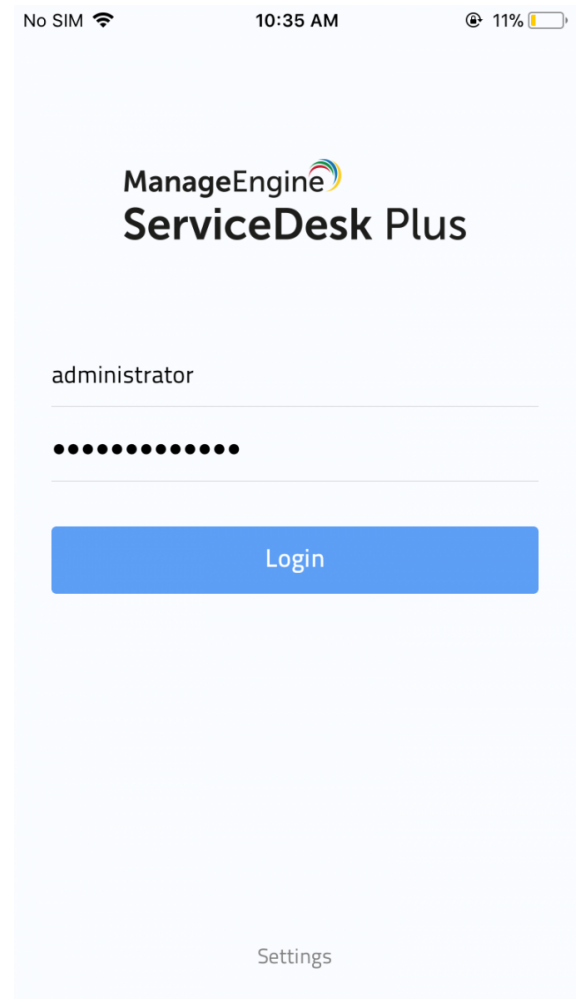 No SIM 10:35 AM 11%
ManageEngine
ServiceDesk Plus
administrator
•••••••••••••
Login
Settings